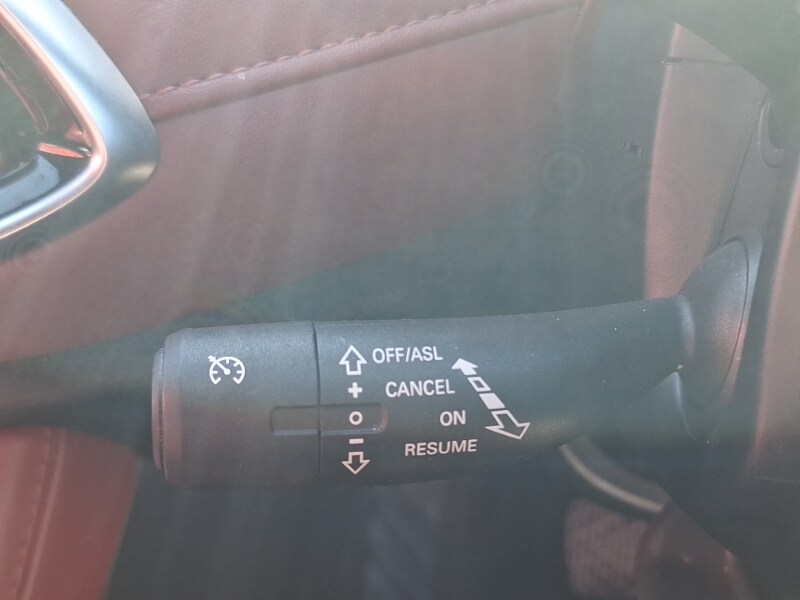 OFF/ASL
+ CANCEL
O ON
− RESUME